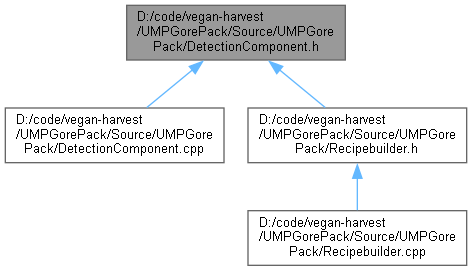 D:/code/vegan-harvest
/UMPGorePack/Source/UMPGore
Pack/DetectionComponent.h
D:/code/vegan-harvest
/UMPGorePack/Source/UMPGore
Pack/DetectionComponent.cpp
D:/code/vegan-harvest
/UMPGorePack/Source/UMPGore
Pack/Recipebuilder.h
D:/code/vegan-harvest
/UMPGorePack/Source/UMPGore
Pack/Recipebuilder.cpp